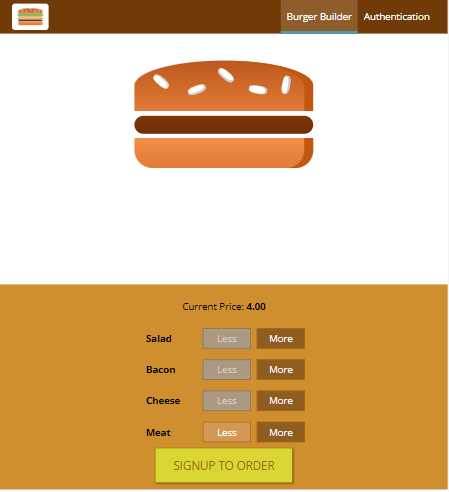 Burger Builder Authentication
Current Price: 4.00
Salad Less More
Bacon Less More
Cheese Less More
Meat Less More
SIGNUP TO ORDER